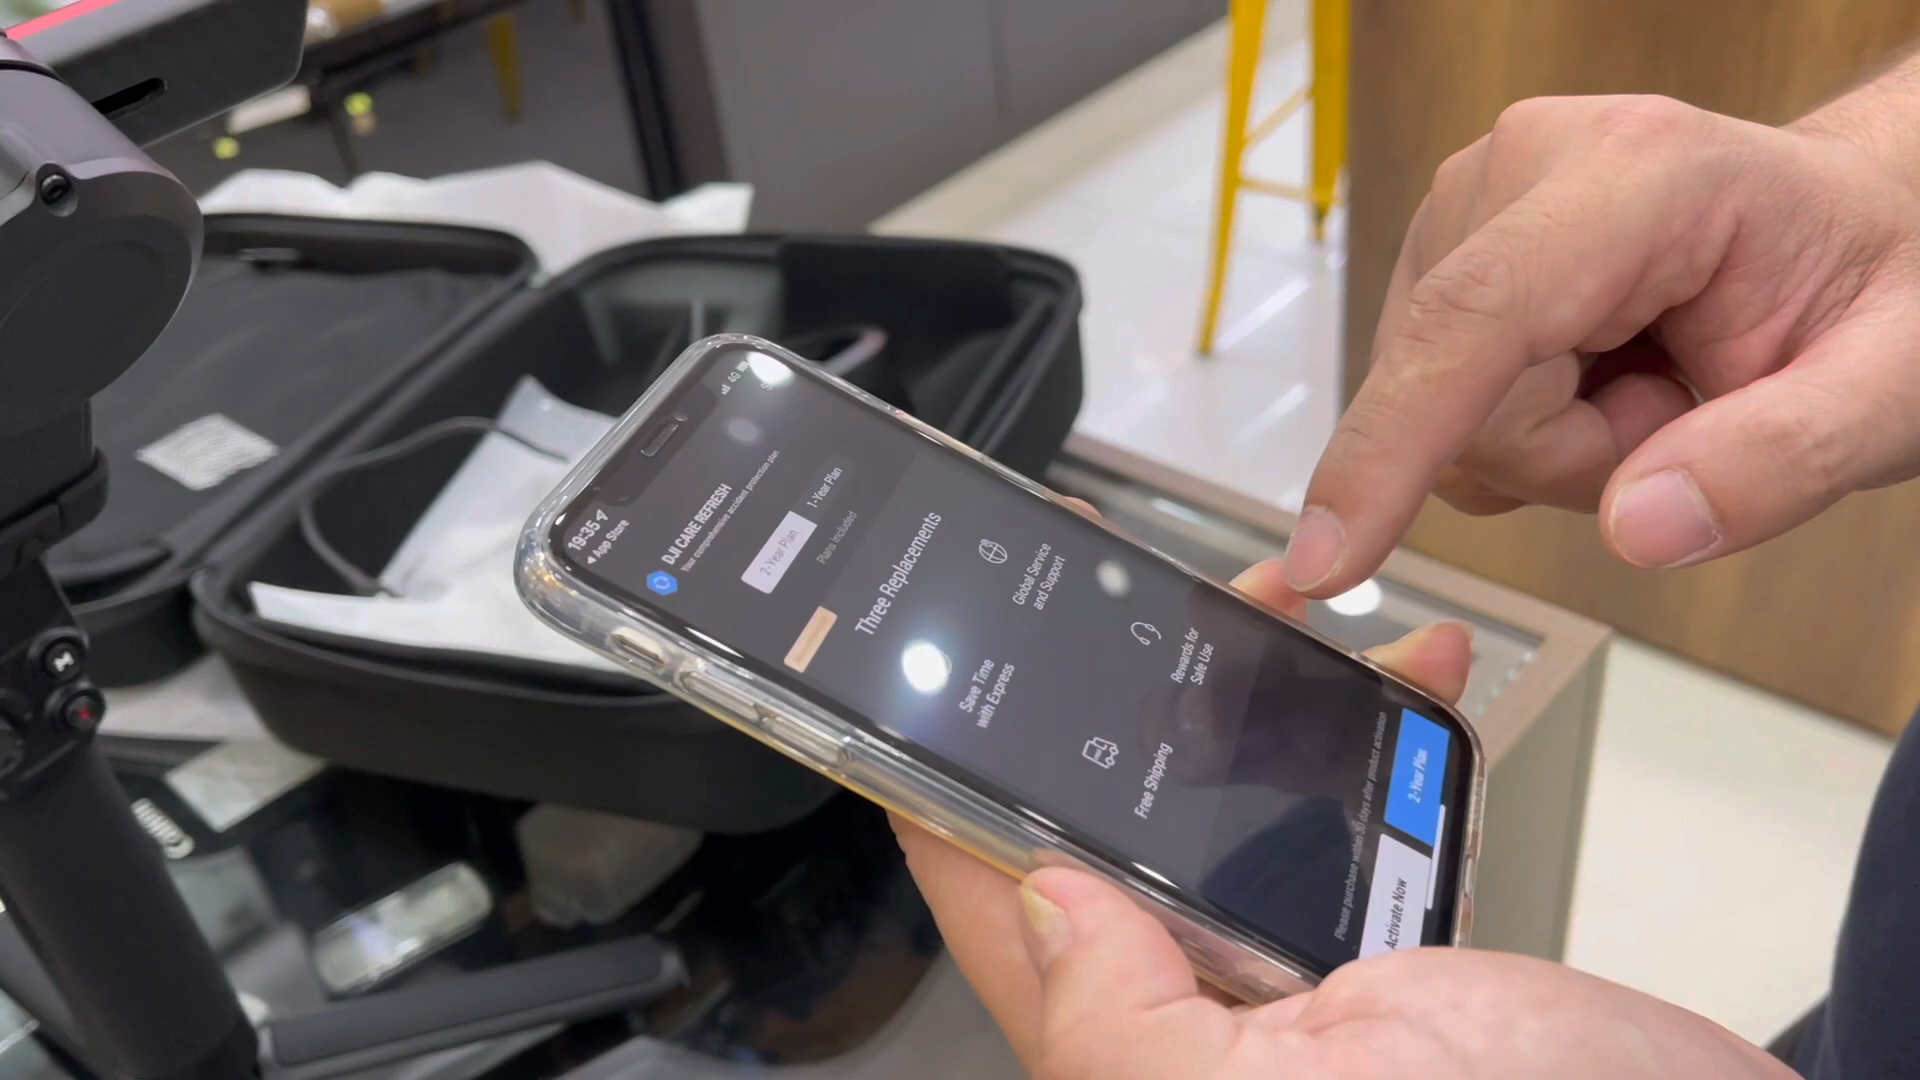 19:35
4G
App Store
DJI CARE REFRESH
Your comprehensive accident protection plan
2-Year Plan
1-Year Plan
Plans Included
Three Replacements
Save Time
with Express
Global Service
and Support
Free Shipping
Rewards for
Safe Use
Please purchase within 30 days after product activation
Activate Now
2-Year Plan
M